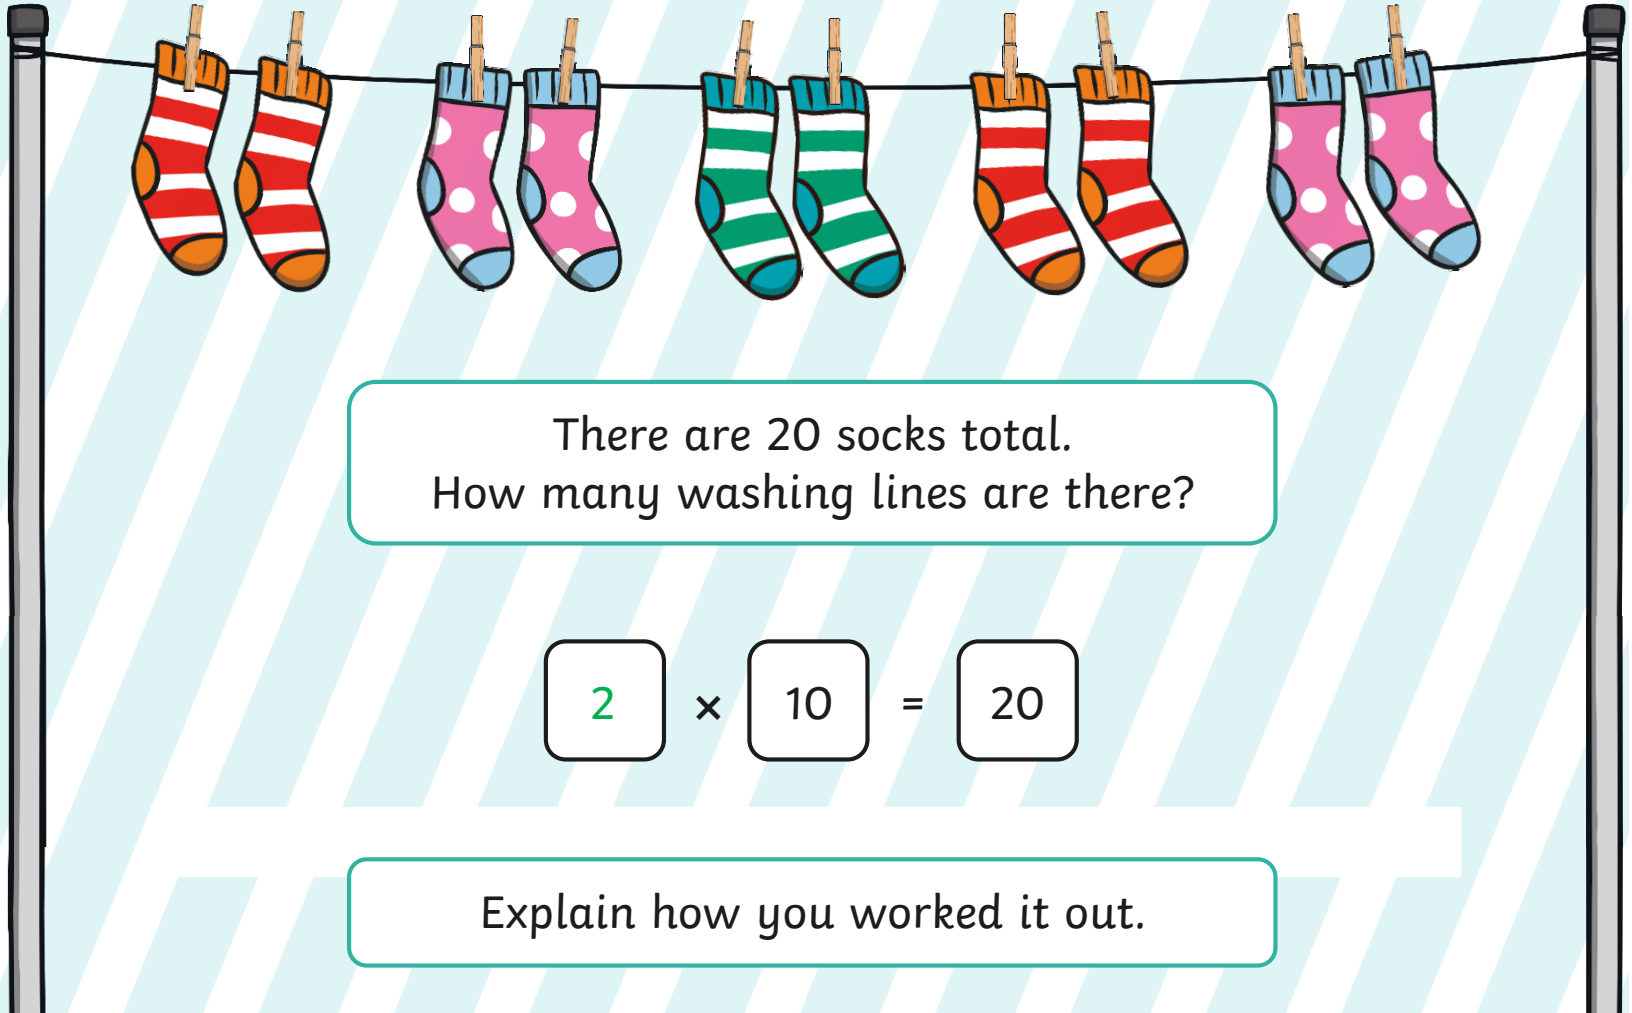 There are 20 socks total.
How many washing lines are there?
2 × 10 = 20
Explain how you worked it out.